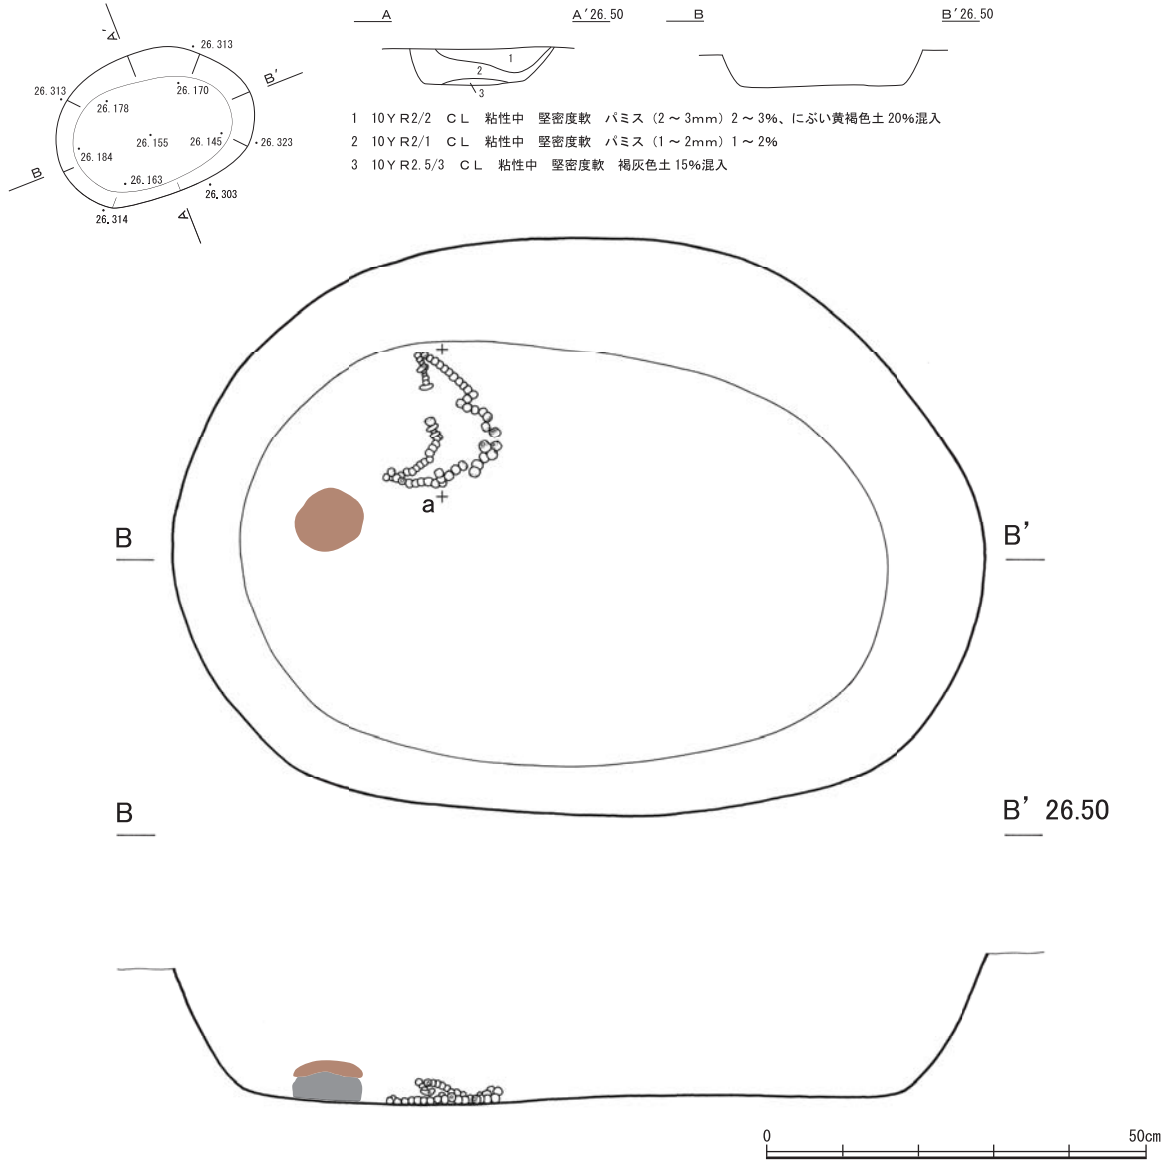 A A'26.50 B B'26.50
A'
26.313
B'
26.313
26.170
26.178
26.155
26.145
26.323
26.184
B
26.163
26.303
A
26.314
1
2
3
1 10YR2/2 CL 粘性中 堅密度軟 パミス（2～3mm）2～3%、にぶい黄褐色土 20%混入
2 10YR2/1 CL 粘性中 堅密度軟 パミス（1～2mm）1～2%
3 10YR2.5/3 CL 粘性中 堅密度軟 褐灰色土 15%混入
a
B B'
B B' 26.50
0 50cm